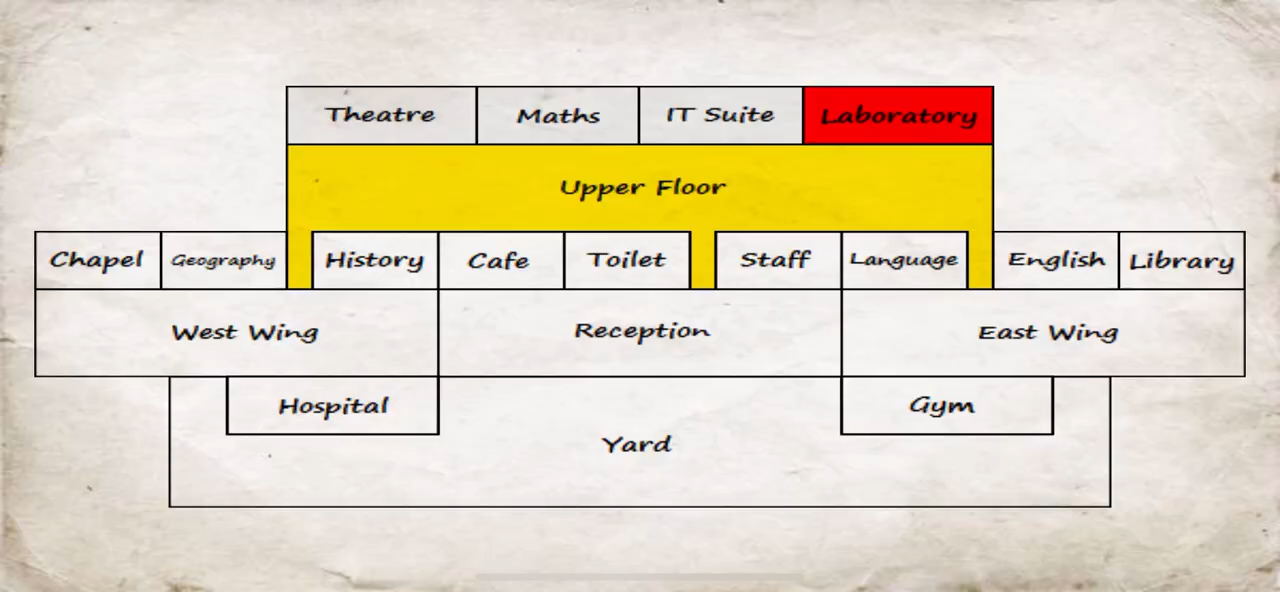 Theatre
Maths
IT Suite
Laboratory
Upper Floor
Chapel
Geography
History
Cafe
Toilet
Staff
Language
English
Library
West Wing
Reception
East Wing
Hospital
Gym
Yard